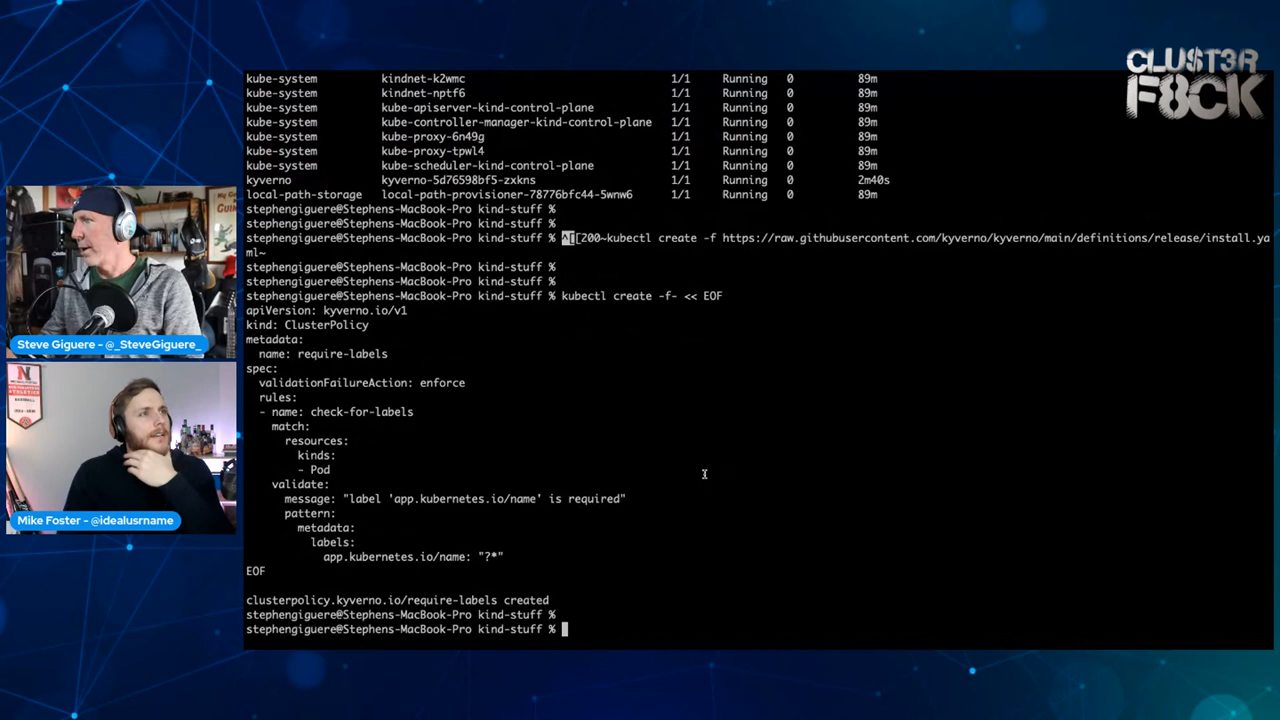 CLU$T3R
F8CK
kube-system kindnet-k2wmc 1/1 Running 0 89m
kube-system kindnet-nptf6 1/1 Running 0 89m
kube-system kube-apiserver-kind-control-plane 1/1 Running 0 89m
kube-system kube-controller-manager-kind-control-plane 1/1 Running 0 89m
kube-system kube-proxy-6n49g 1/1 Running 0 89m
kube-system kube-proxy-tpwl4 1/1 Running 0 89m
kube-system kube-scheduler-kind-control-plane 1/1 Running 0 89m
kyverno kyverno-5d76598bf5-zxkns 1/1 Running 0 2m40s
local-path-storage local-path-provisioner-78776bfc44-5wnw6 1/1 Running 0 89m
stephengiguere@Stephens-MacBook-Pro kind-stuff %
stephengiguere@Stephens-MacBook-Pro kind-stuff %
stephengiguere@Stephens-MacBook-Pro kind-stuff % ^[[200~kubectl create -f https://raw.githubusercontent.com/kyverno/kyverno/main/definitions/release/install.ya
ml~
stephengiguere@Stephens-MacBook-Pro kind-stuff %
stephengiguere@Stephens-MacBook-Pro kind-stuff %
stephengiguere@Stephens-MacBook-Pro kind-stuff % kubectl create -f- << EOF
apiVersion: kyverno.io/v1
kind: ClusterPolicy
metadata:
  name: require-labels
spec:
  validationFailureAction: enforce
  rules:
  - name: check-for-labels
    match:
      resources:
        kinds:
        - Pod
    validate:
      message: "label 'app.kubernetes.io/name' is required"
      pattern:
        metadata:
          labels:
            app.kubernetes.io/name: "?*"
EOF
clusterpolicy.kyverno.io/require-labels created
stephengiguere@Stephens-MacBook-Pro kind-stuff %
stephengiguere@Stephens-MacBook-Pro kind-stuff %
Steve Giguere - @_SteveGiguere_
Mike Foster - @idealusrname